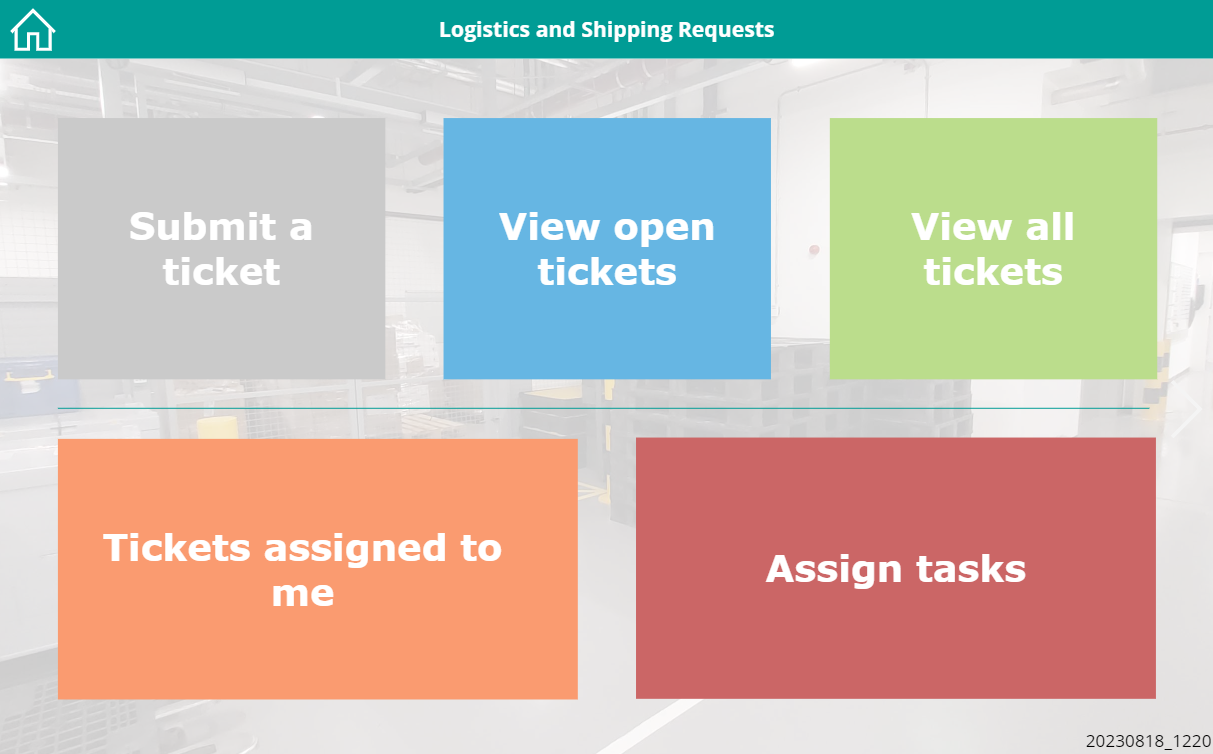 Logistics and Shipping Requests
Submit a
ticket
View open
tickets
View all
tickets
Tickets assigned to
me
Assign tasks
20230818_1220